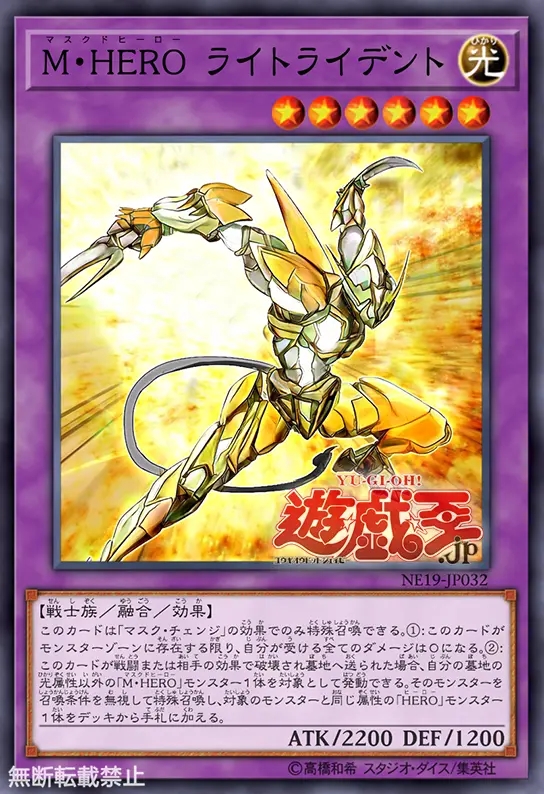 マスクドヒーロー
M・HERO ライトライデント
ひかり
光
YU-GI-OH!
遊☆戯☆王
.jp
NE19-JP032
【戦士族／融合／効果】
このカードは「マスク・チェンジ」の効果でのみ特殊召喚できる。①：このカードが
モンスターゾーンに存在する限り、自分が受ける全てのダメージは０になる。②：
このカードが戦闘または相手の効果で破壊され墓地へ送られた場合、自分の墓地の
光属性以外の「M・HERO」モンスター１体を対象として発動できる。そのモンスターを
召喚条件を無視して特殊召喚し、対象のモンスターと同じ属性の「HERO」モンスター
１体をデッキから手札に加える。
ATK/2200 DEF/1200
無断転載禁止
©高橋和希 スタジオ・ダイス/集英社